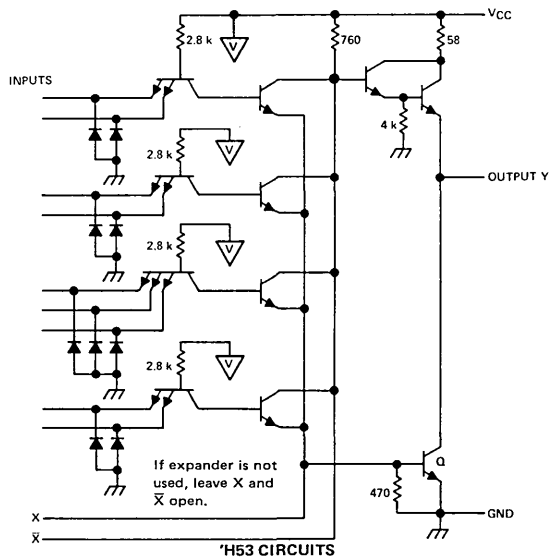 VCC
2.8 k
V
760
58
INPUTS
4 k
2.8 k
V
OUTPUT Y
2.8 k
V
2.8 k
V
If expander is not
used, leave X and
X̅ open.
Q
470
X
GND
X̅
'H53 CIRCUITS